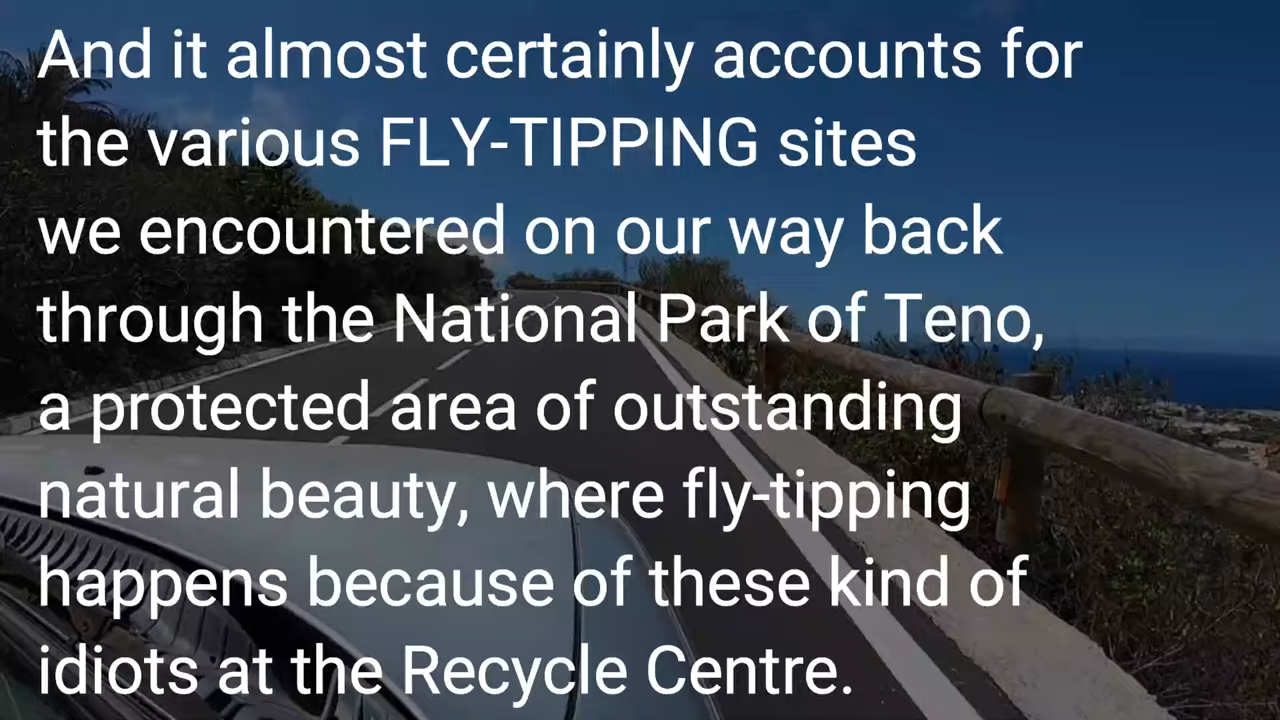 And it almost certainly accounts for
the various FLY-TIPPING sites
we encountered on our way back
through the National Park of Teno,
a protected area of outstanding
natural beauty, where fly-tipping
happens because of these kind of
idiots at the Recycle Centre.